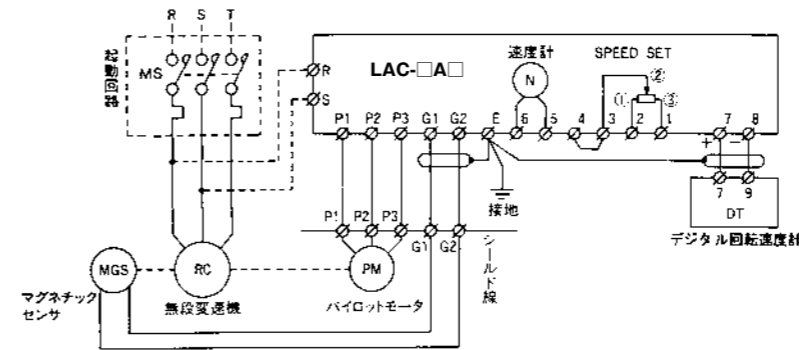 R S T
起動回路
MS
R
S
LAC-□A□
速度計
N
SPEED SET
① ② ③
P1 P2 P3 G1 G2 E 6 5 4 3 2 1 7 8
+ −
接地
7 9
DT
デジタル回転速度計
P1 P2 P3 G1 G2
シールド線
MGS
RC
PM
マグネチック
センサ
無段変速機
パイロットモータ